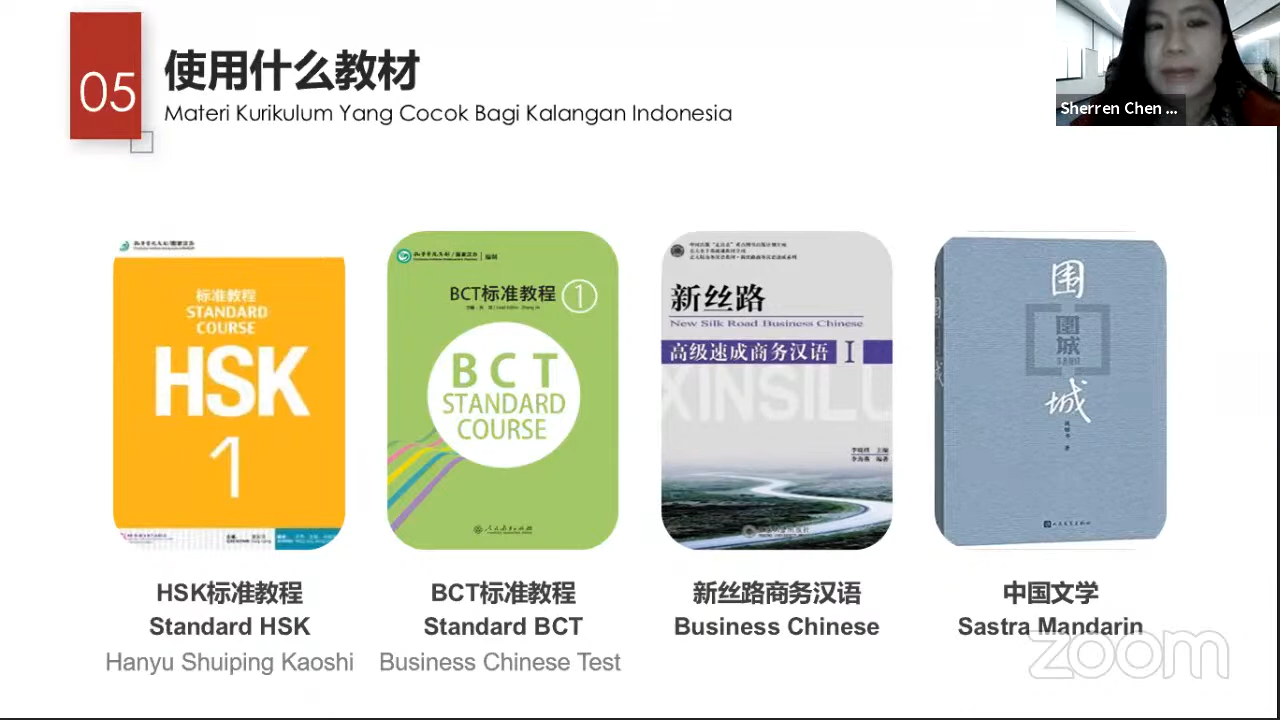 05
使用什么教材
Materi Kurikulum Yang Cocok Bagi Kalangan Indonesia
Sherren Chen ...
标准教程
STANDARD
COURSE
HSK
1
BCT标准教程 1
BCT
STANDARD
COURSE
新丝路
New Silk Road Business Chinese
高级速成商务汉语 I
XINSILU
围
围
城
城
HSK标准教程
Standard HSK
Hanyu Shuiping Kaoshi
BCT标准教程
Standard BCT
Business Chinese Test
新丝路商务汉语
Business Chinese
中国文学
Sastra Mandarin
zoom